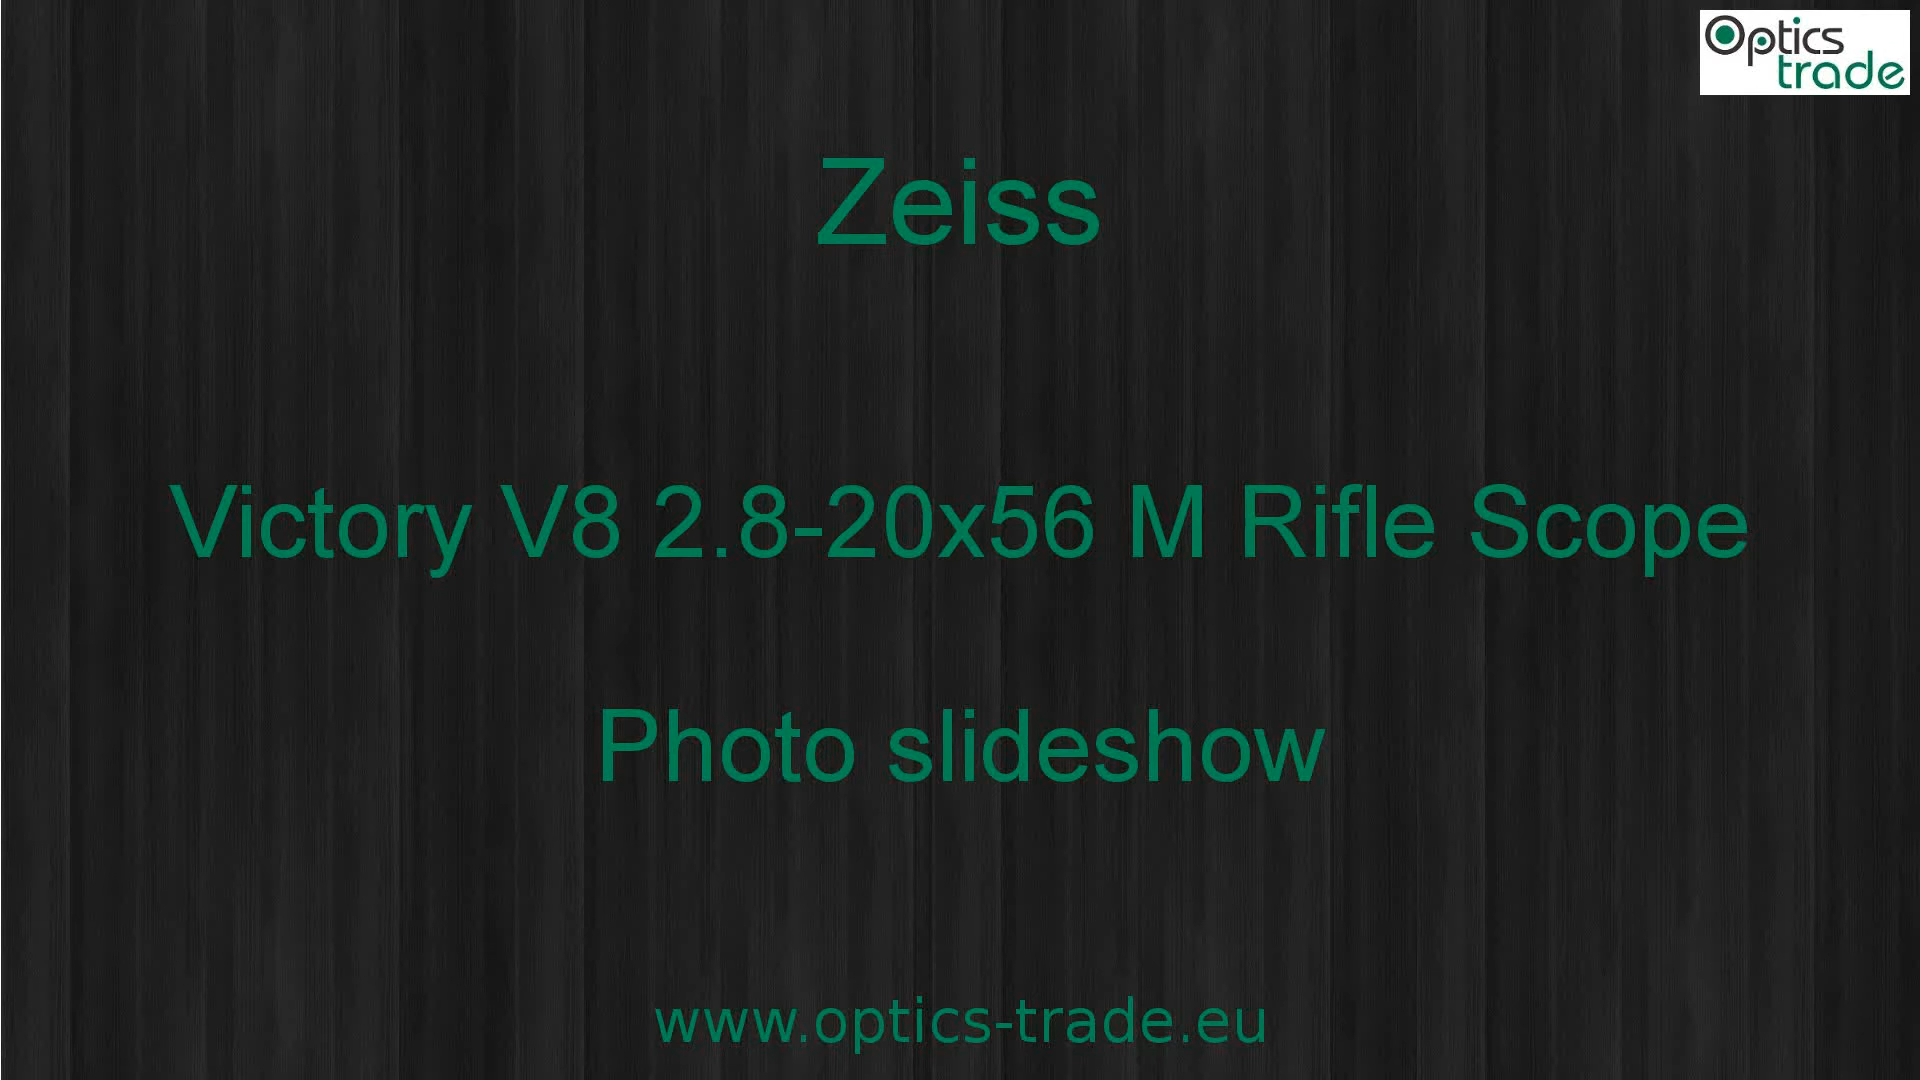 Optics
trade
Zeiss
Victory V8 2.8-20x56 M Rifle Scope
Photo slideshow
www.optics-trade.eu